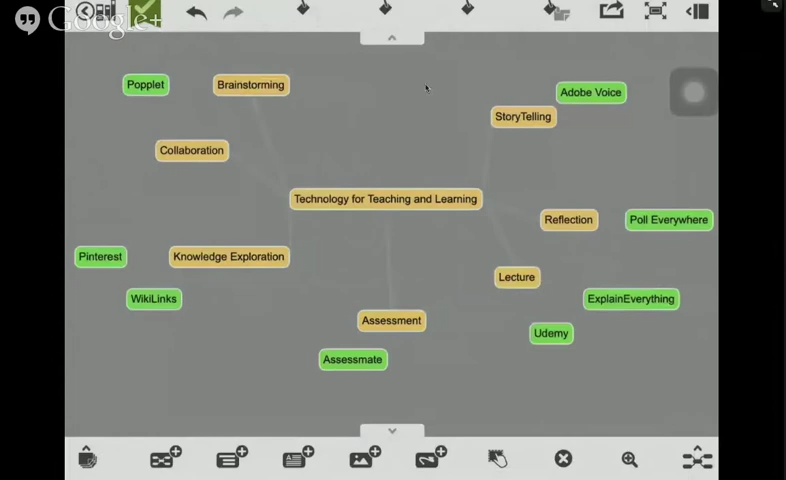 Google+
Popplet
Brainstorming
Adobe Voice
StoryTelling
Collaboration
Technology for Teaching and Learning
Reflection
Poll Everywhere
Pinterest
Knowledge Exploration
Lecture
WikiLinks
ExplainEverything
Assessment
Udemy
Assessmate